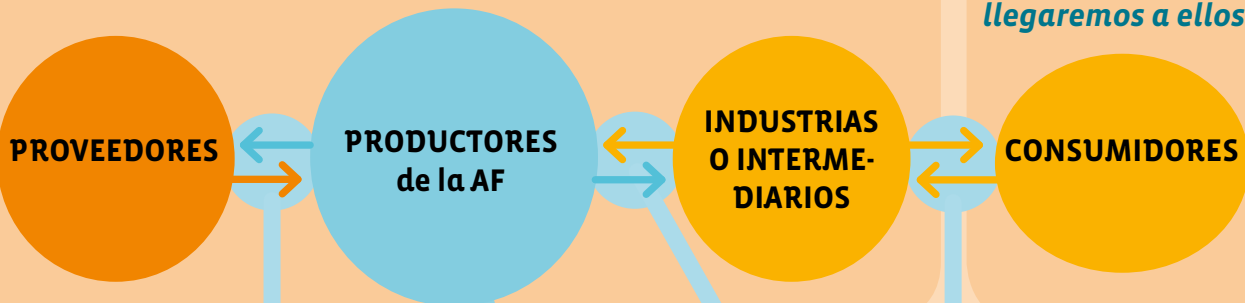 llegaremos a ellos
PROVEEDORES
PRODUCTORES
de la AF
INDUSTRIAS
O INTERME-
DIARIOS
CONSUMIDORES